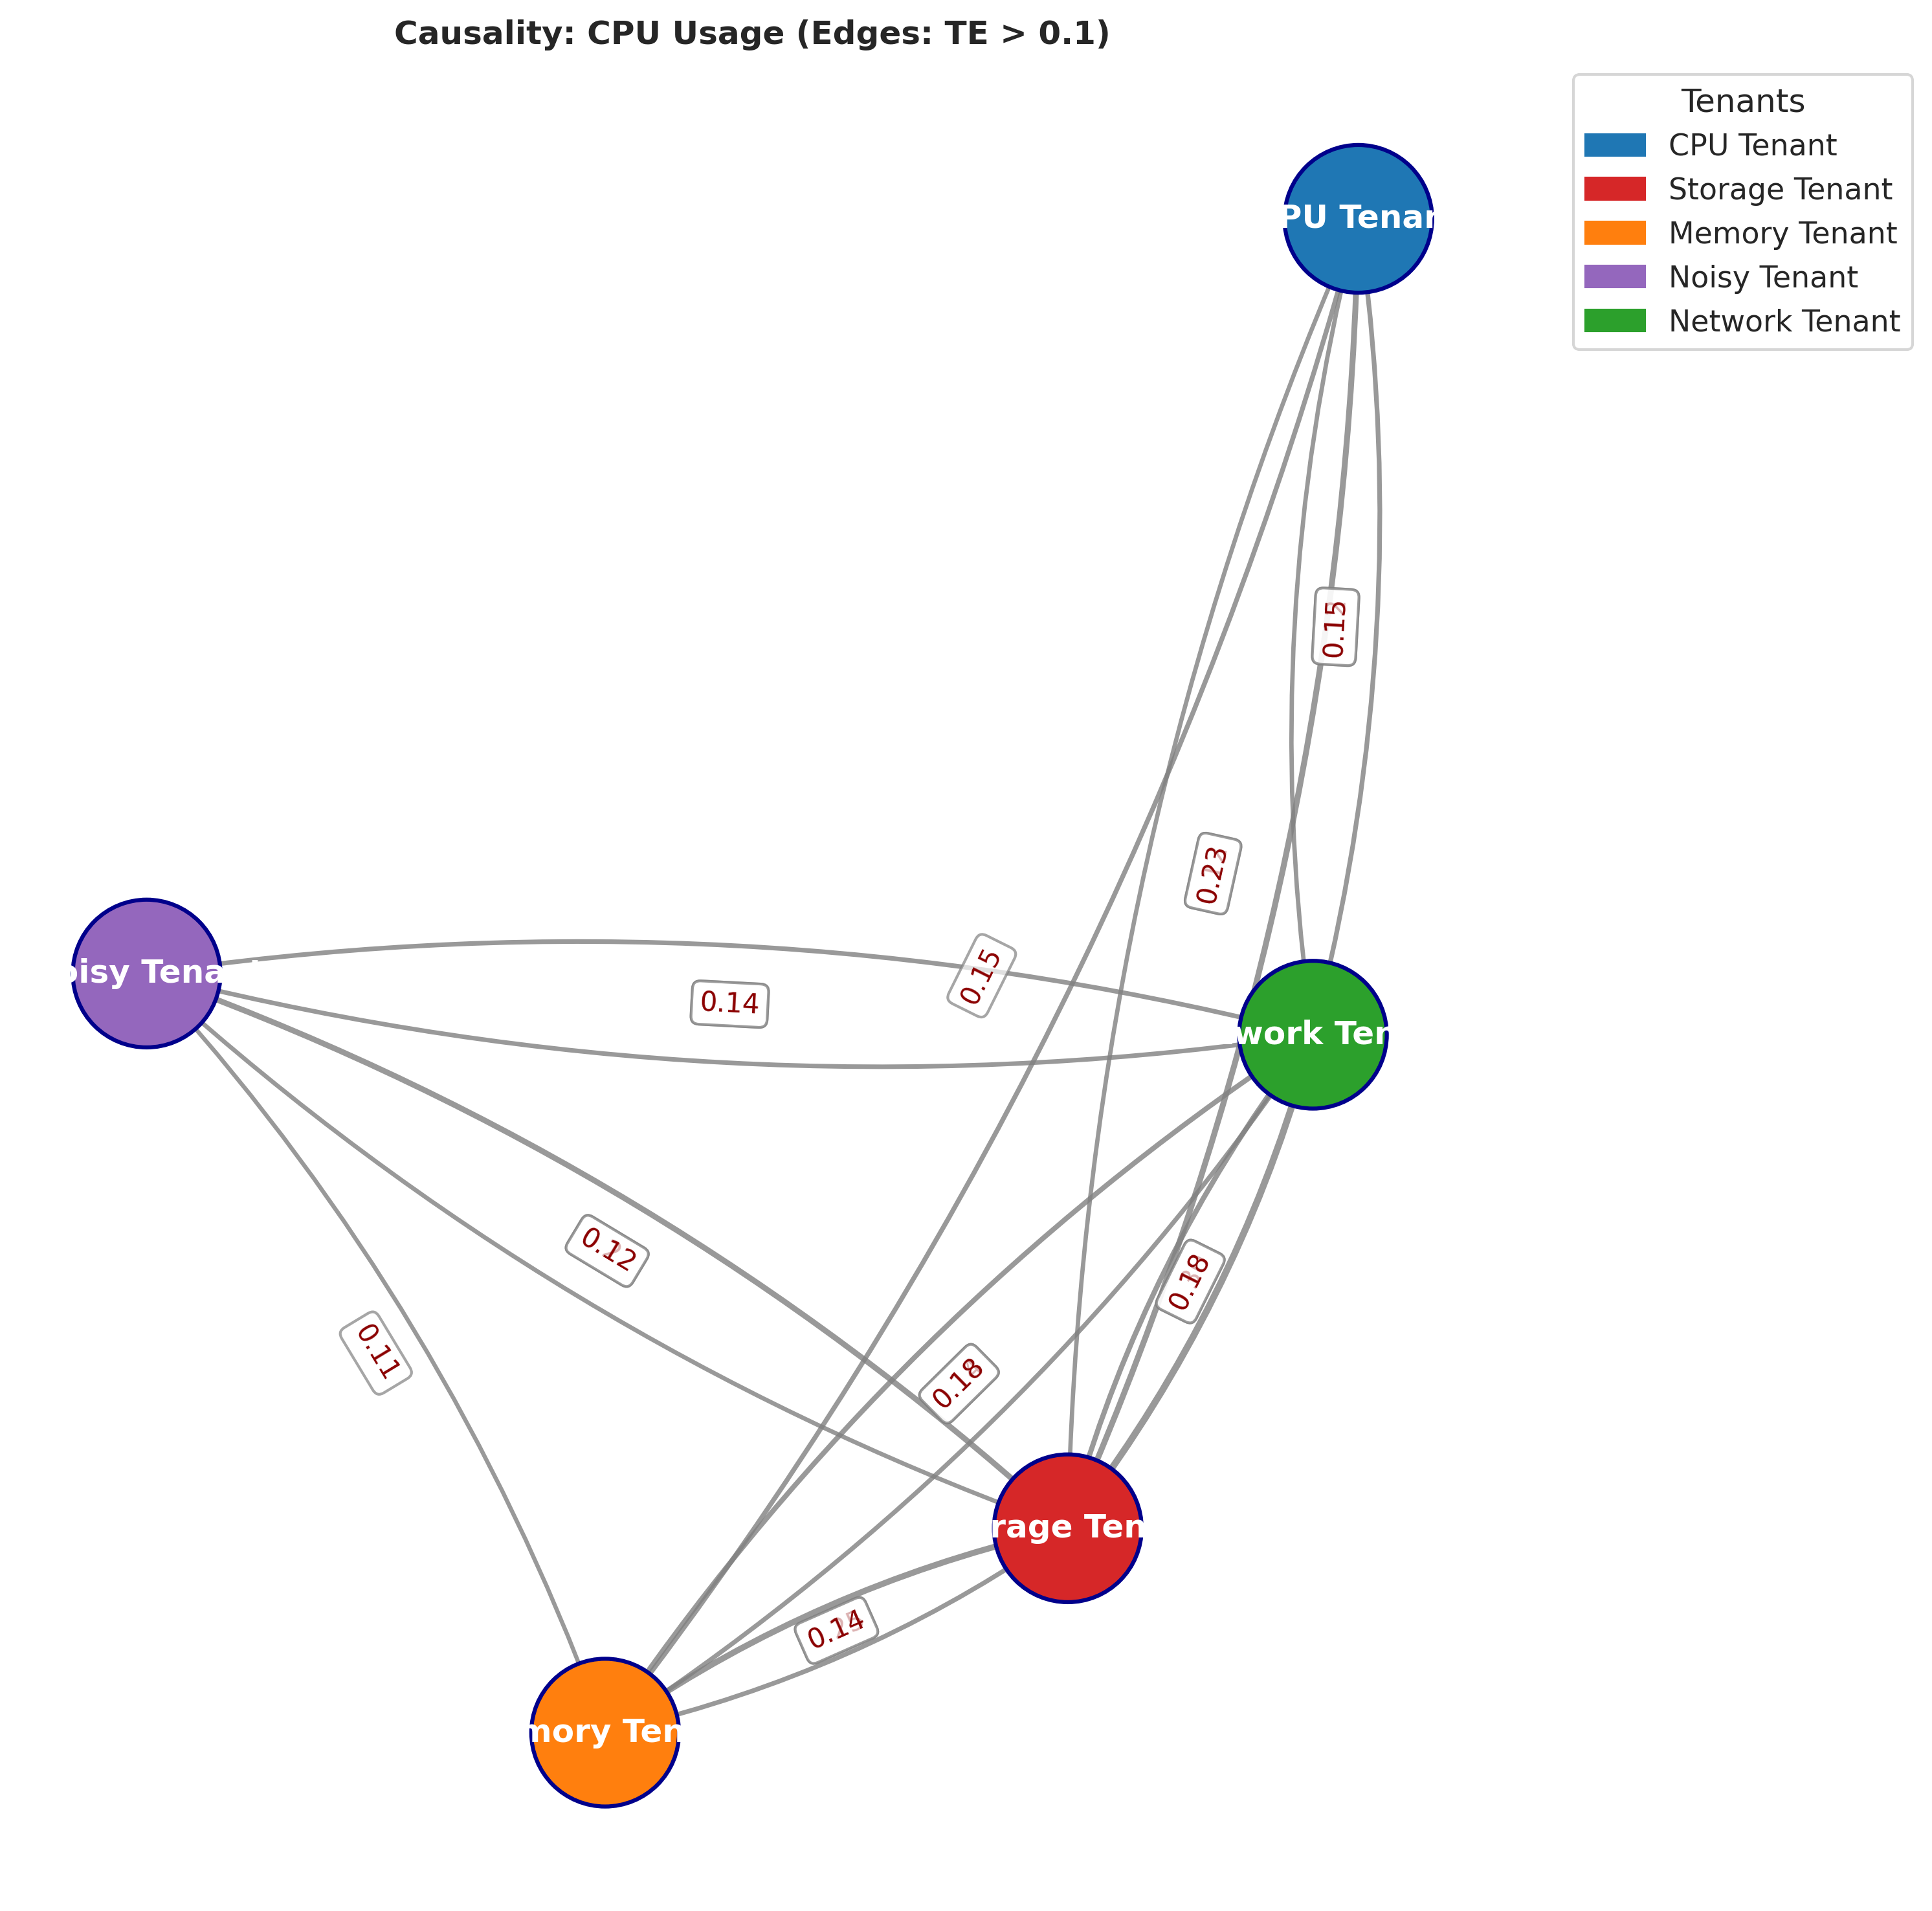 Causality: CPU Usage (Edges: TE > 0.1)
Tenants
CPU Tenant
Storage Tenant
Memory Tenant
Noisy Tenant
Network Tenant
PU Tenan
0.15
0.23
0.15
oisy Tena
0.14
work Ten
0.12
0.18
0.11
0.18
rage Ten
0.14
mory Ten